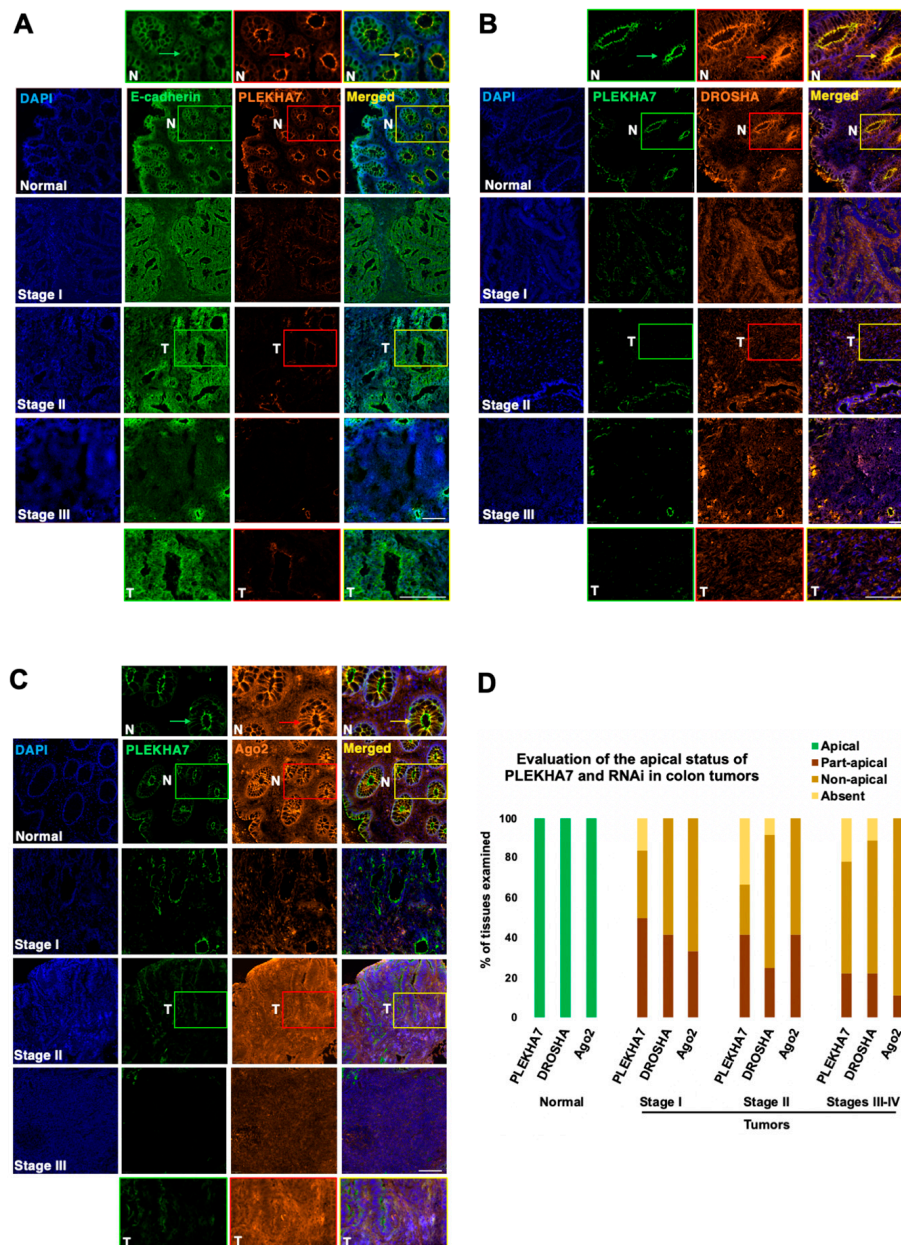 A
N
N
N
DAPI
E-cadherin
PLEKHA7
Merged
N
N
Normal
Stage I
T
T
T
Stage II
Stage III
T
T
T
B
N
N
N
DAPI
PLEKHA7
DROSHA
Merged
N
N
N
Normal
Stage I
T
T
T
Stage II
Stage III
T
T
T
C
N
N
N
DAPI
PLEKHA7
Ago2
Merged
N
N
N
Normal
Stage I
T
T
T
Stage II
Stage III
T
T
T
D
Evaluation of the apical status of
PLEKHA7 and RNAi in colon tumors
Apical
Part-apical
Non-apical
Absent
% of tissues examined
100
80
60
40
20
0
PLEKHA7
DROSHA
Ago2
PLEKHA7
DROSHA
Ago2
PLEKHA7
DROSHA
Ago2
PLEKHA7
DROSHA
Ago2
Normal
Stage I
Stage II
Stages III-IV
Tumors